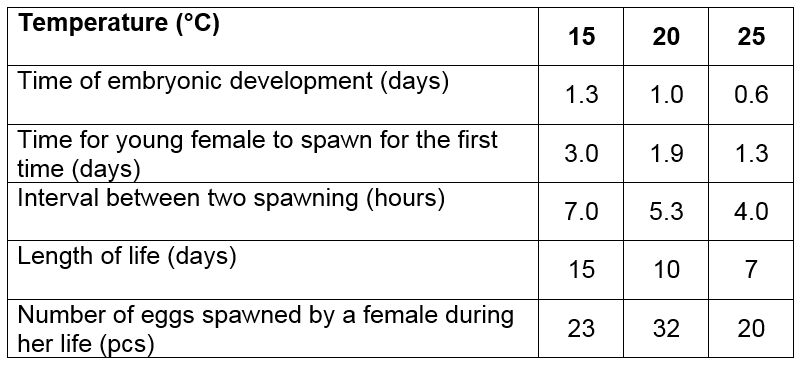 Temperature (°C) 15 20 25
Time of embryonic development (days) 1.3 1.0 0.6
Time for young female to spawn for the first
time (days) 3.0 1.9 1.3
Interval between two spawning (hours) 7.0 5.3 4.0
Length of life (days) 15 10 7
Number of eggs spawned by a female during
her life (pcs) 23 32 20